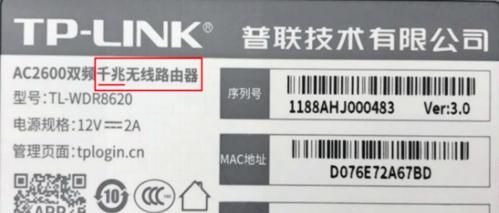 TP-LINK 普联技术有限公司
AC2600双频千兆无线路由器
型号:TL-WDR8620
电源规格:12V⎓2A
管理页面:tplogin.cn
序列号
1188AHJ000483 Ver:3.0
MAC地址
D076E72A67BD
10
CCC